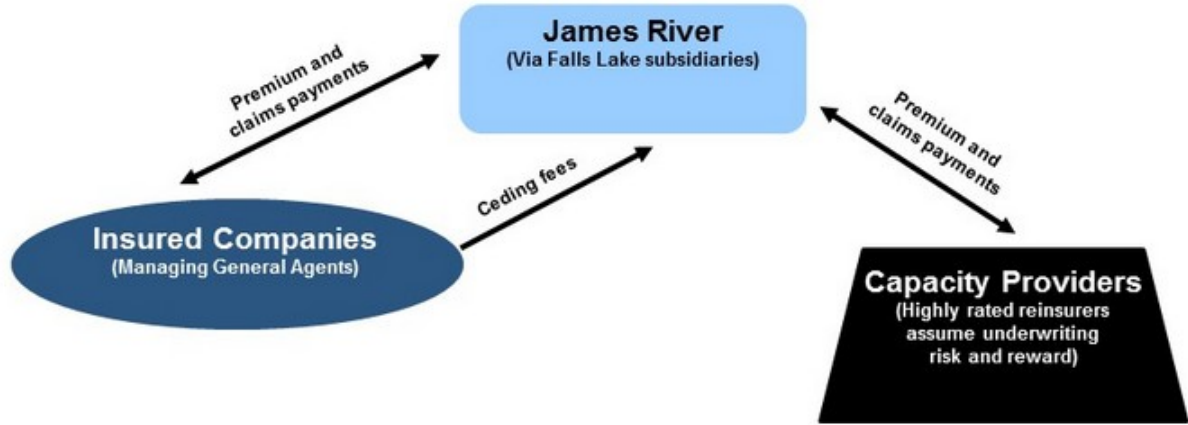 James River
(Via Falls Lake subsidiaries)
Premium and
claims payments
Premium and
claims payments
Ceding fees
Insured Companies
(Managing General Agents)
Capacity Providers
(Highly rated reinsurers
assume underwriting
risk and reward)